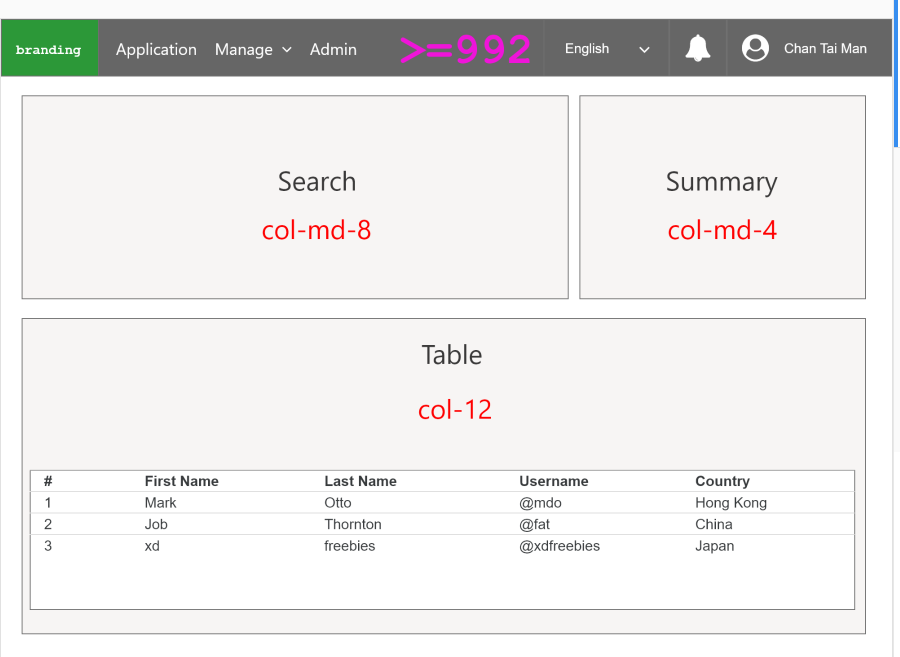 branding Application Manage Admin >=992 English Chan Tai Man
Search Summary
col-md-8 col-md-4
Table
col-12
# First Name Last Name Username Country
1 Mark Otto @mdo Hong Kong
2 Job Thornton @fat China
3 xd freebies @xdfreebies Japan